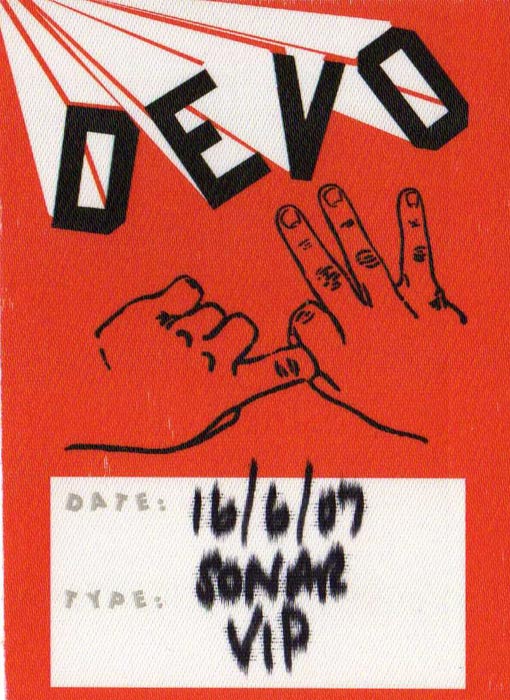 DEVO
DATE: 16/6/07
SONAR
TYPE:
VIP